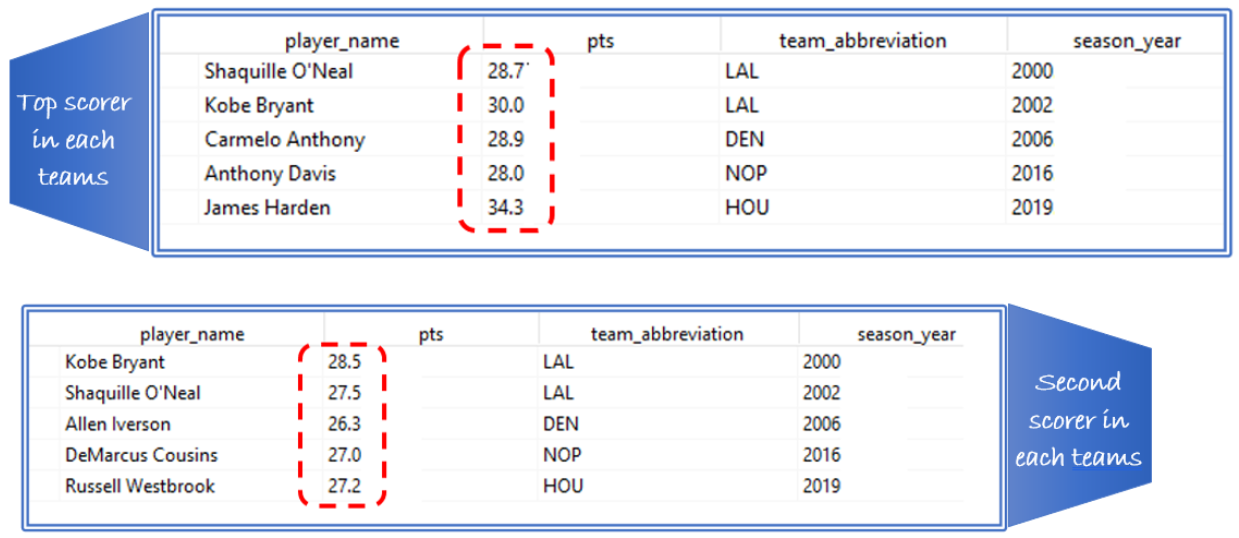 Top scorer
in each
teams
player_name pts team_abbreviation season_year
Shaquille O'Neal 28.7 LAL 2000
Kobe Bryant 30.0 LAL 2002
Carmelo Anthony 28.9 DEN 2006
Anthony Davis 28.0 NOP 2016
James Harden 34.3 HOU 2019
player_name pts team_abbreviation season_year
Kobe Bryant 28.5 LAL 2000
Shaquille O'Neal 27.5 LAL 2002
Allen Iverson 26.3 DEN 2006
DeMarcus Cousins 27.0 NOP 2016
Russell Westbrook 27.2 HOU 2019
Second
scorer in
each teams